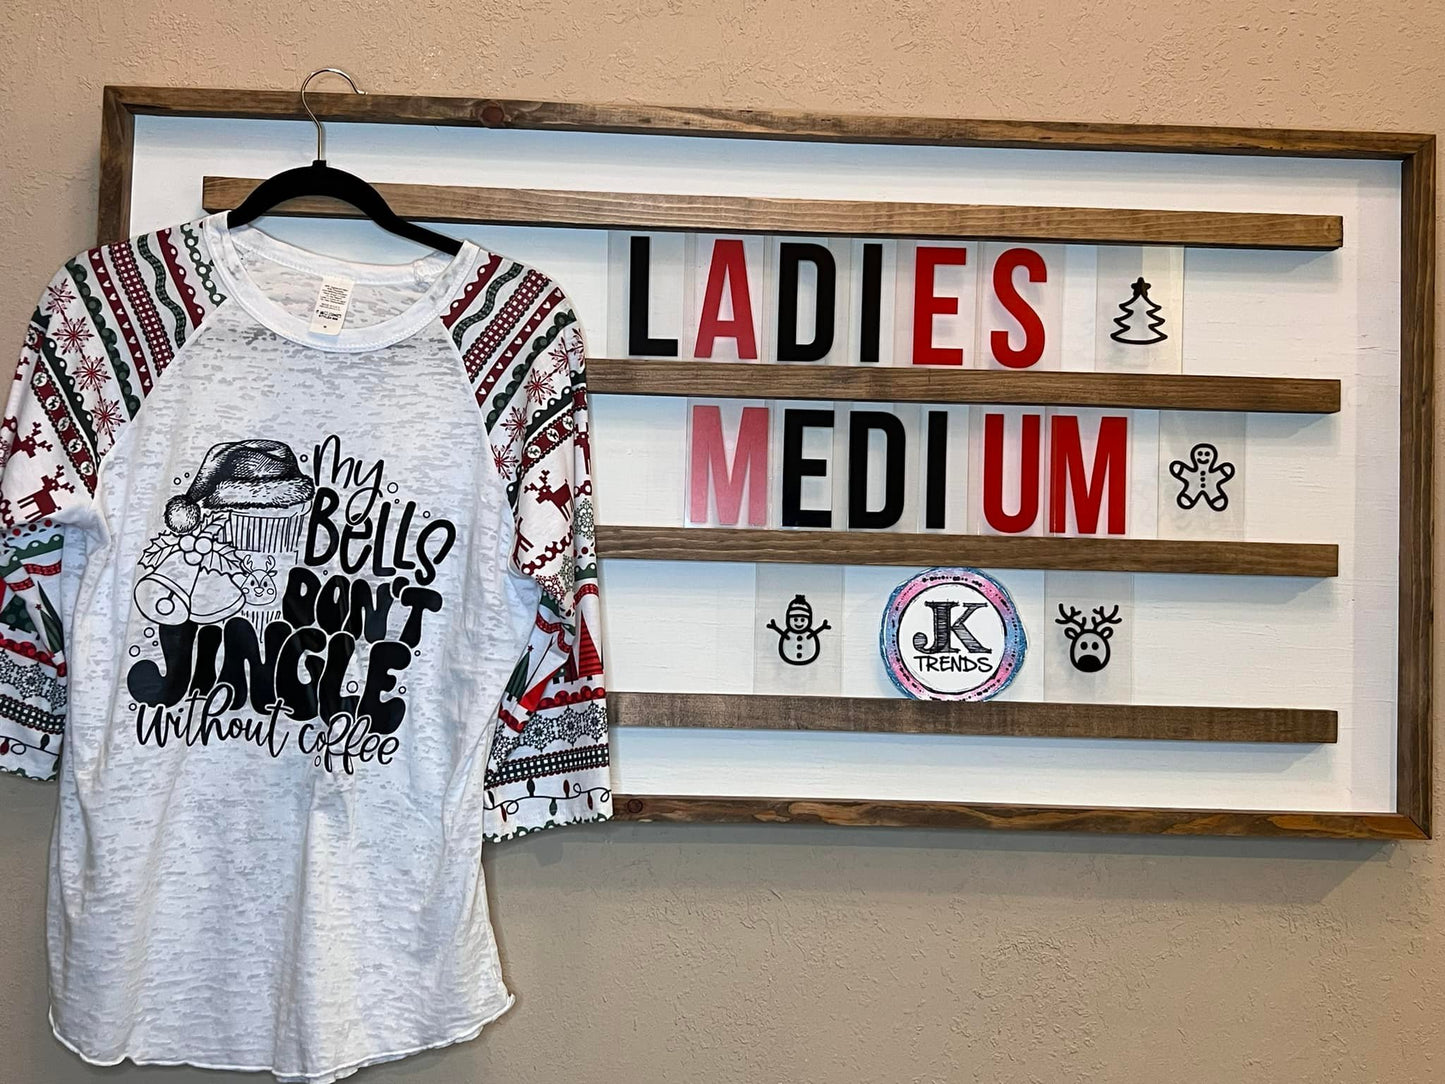 my
BELLS
DON'T
JINGLE
without coffee
LADIES
MEDIUM
JK
TRENDS